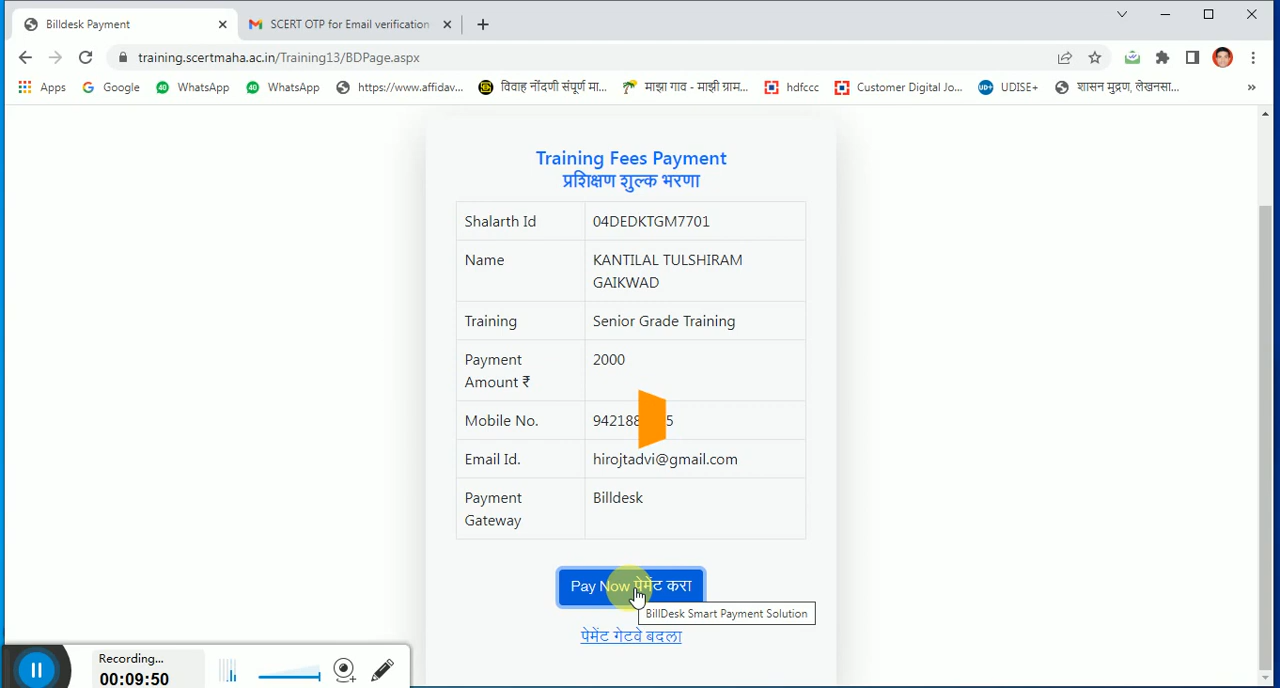 Billdesk Payment
SCERT OTP for Email verification
training.scertmaha.ac.in/Training13/BDPage.aspx
Apps Google WhatsApp WhatsApp https://www.affidav... विवाह नोंदणी संपूर्ण मा... माझा गाव - माझी ग्राम... hdfccc Customer Digital Jo... UDISE+ शासन मुद्रण, लेखनसा...
Training Fees Payment
प्रशिक्षण शुल्क भरणा
Shalarth Id 04DEDKTGM7701
Name KANTILAL TULSHIRAM
GAIKWAD
Training Senior Grade Training
Payment 2000
Amount ₹
Mobile No. 942188 5
Email Id. hirojtadvi@gmail.com
Payment Billdesk
Gateway
Pay Now पेमेंट करा
BillDesk Smart Payment Solution
पेमेंट गेटवे बदला
Recording...
00:09:50